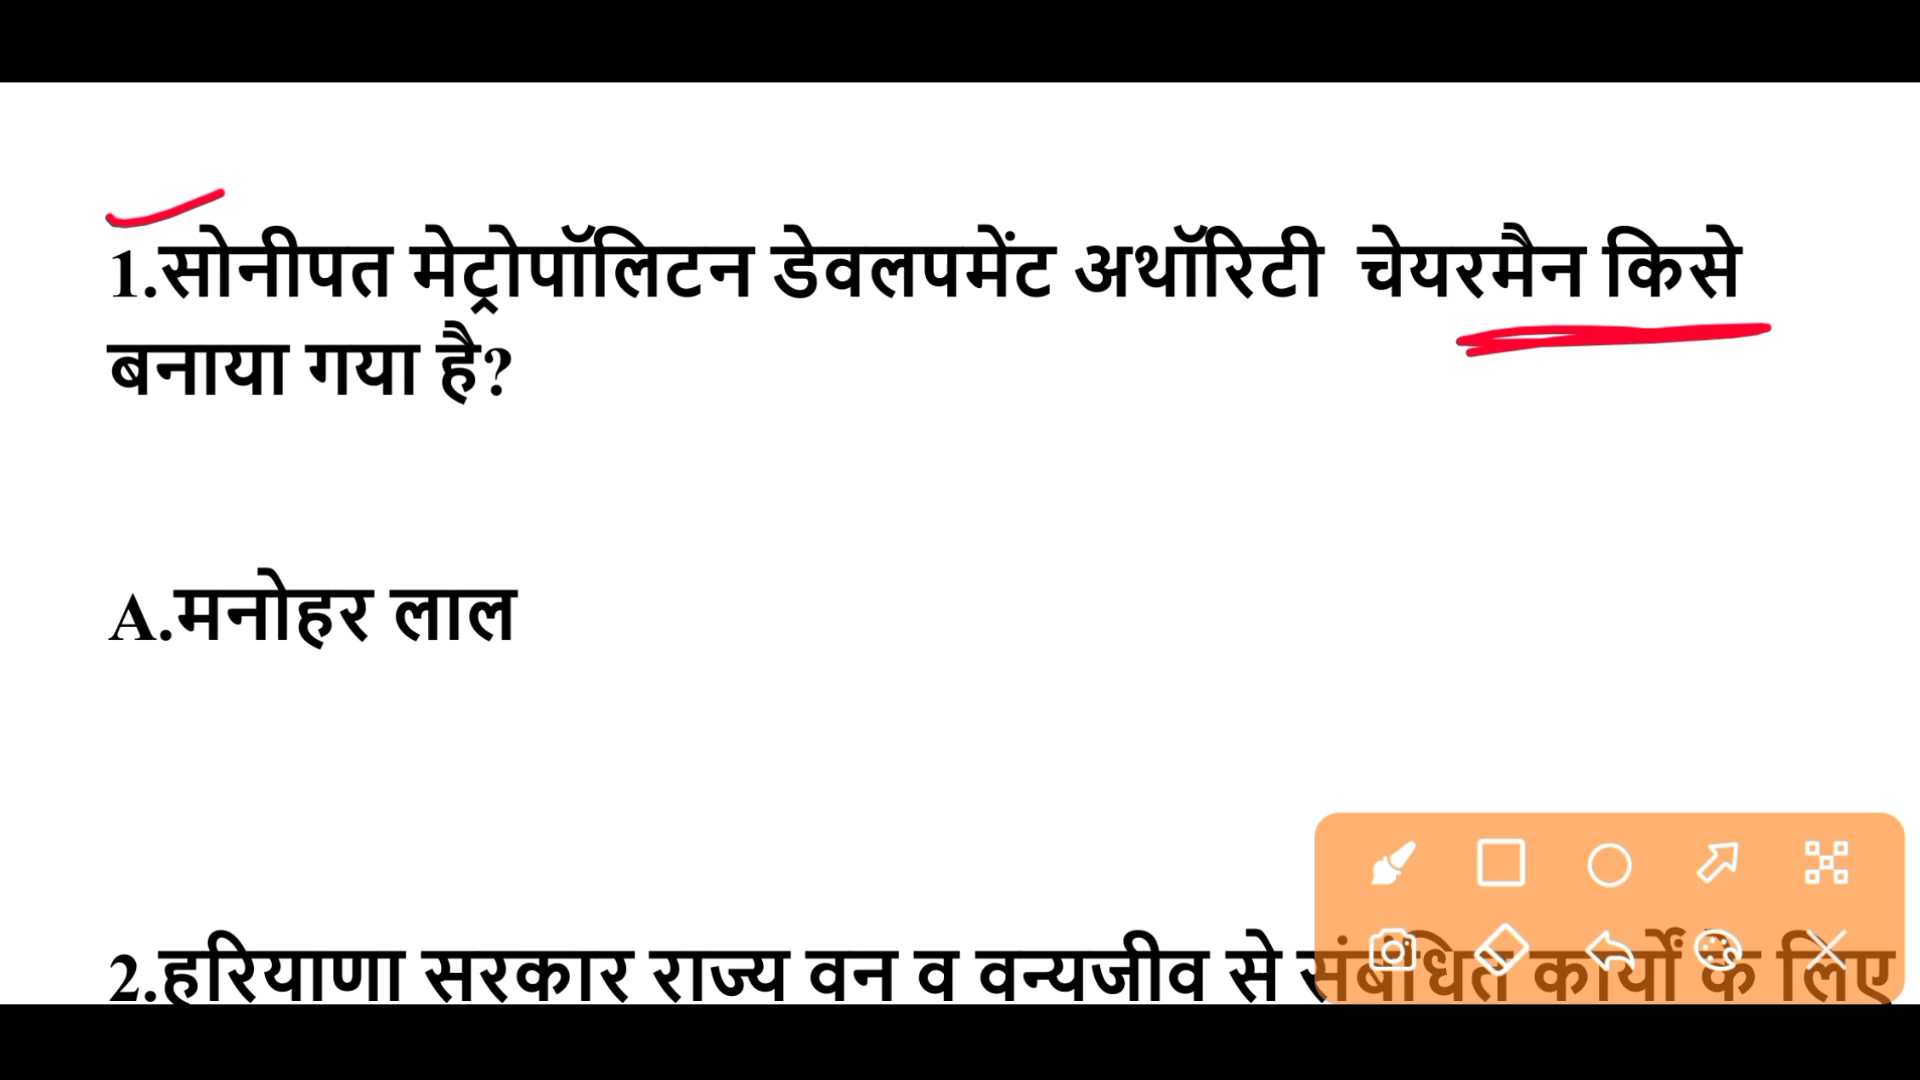 1.सोनीपत मेट्रोपॉलिटन डेवलपमेंट अथॉरिटी चेयरमैन किसे
बनाया गया है?
A.मनोहर लाल
2.हरियाणा सरकार राज्य वन व वन्यजीव से संबंधित कार्यों के लिए